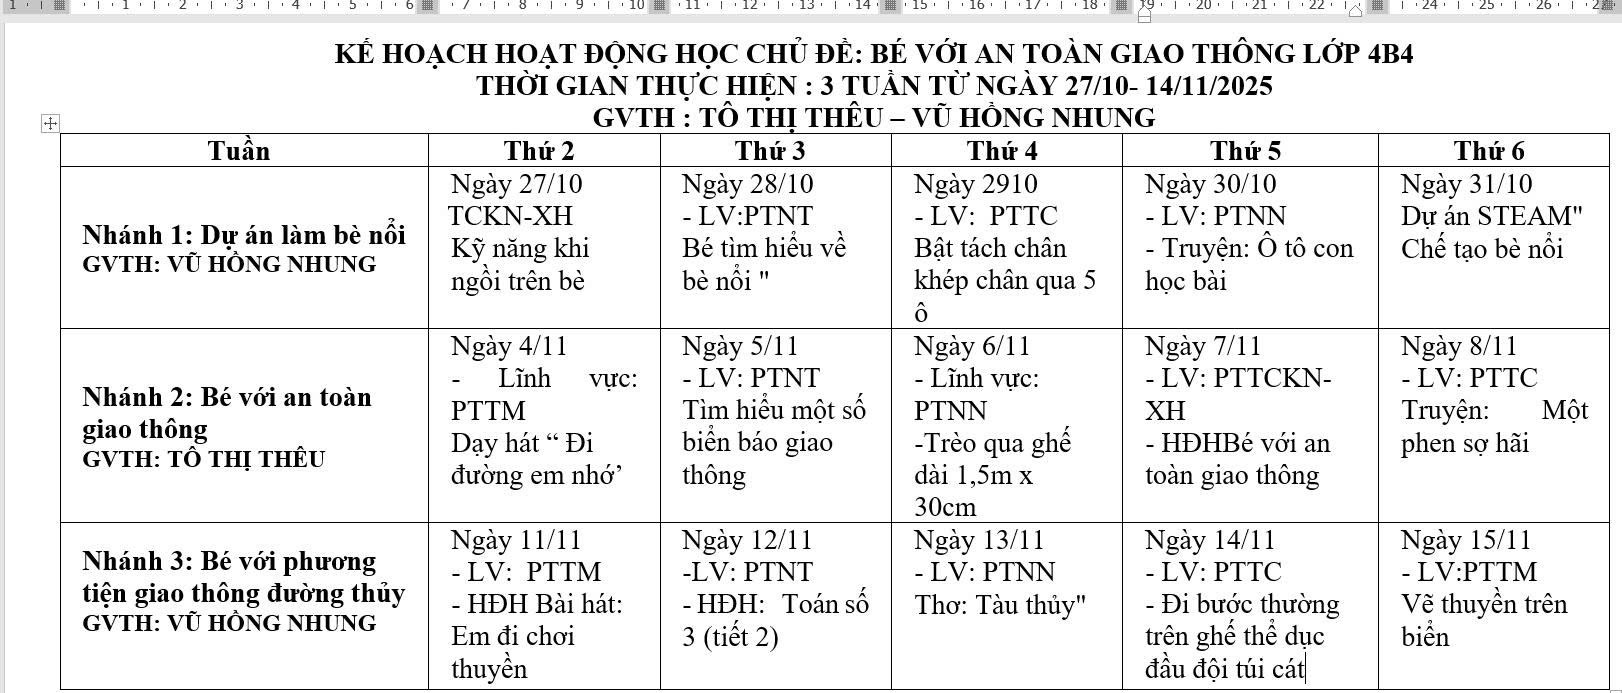 KẾ HOẠCH HOẠT ĐỘNG HỌC CHỦ ĐỀ: BÉ VỚI AN TOÀN GIAO THÔNG LỚP 4B4
THỜI GIAN THỰC HIỆN : 3 TUẦN TỪ NGÀY 27/10- 14/11/2025
GVTH : TÔ THỊ THÊU – VŨ HỒNG NHUNG
Tuần
Thứ 2
Thứ 3
Thứ 4
Thứ 5
Thứ 6
Nhánh 1: Dự án làm bè nổi
GVTH: VŨ HỒNG NHUNG
Ngày 27/10
TCKN-XH
Kỹ năng khi
ngồi trên bè
Ngày 28/10
- LV:PTNT
Bé tìm hiểu về
bè nổi "
Ngày 2910
- LV: PTTC
Bật tách chân
khép chân qua 5
ô
Ngày 30/10
- LV: PTNN
- Truyện: Ô tô con
học bài
Ngày 31/10
Dự án STEAM"
Chế tạo bè nổi
Nhánh 2: Bé với an toàn
giao thông
GVTH: TÔ THỊ THÊU
Ngày 4/11
- Lĩnh vực:
PTTM
Dạy hát “ Đi
đường em nhớ’
Ngày 5/11
- LV: PTNT
Tìm hiểu một số
biển báo giao
thông
Ngày 6/11
- Lĩnh vực:
PTNN
-Trèo qua ghế
dài 1,5m x
30cm
Ngày 7/11
- LV: PTTCKN-
XH
- HĐHBé với an
toàn giao thông
Ngày 8/11
- LV: PTTC
Truyện: Một
phen sợ hãi
Nhánh 3: Bé với phương
tiện giao thông đường thủy
GVTH: VŨ HỒNG NHUNG
Ngày 11/11
- LV: PTTM
- HĐH Bài hát:
Em đi chơi
thuyền
Ngày 12/11
-LV: PTNT
- HĐH: Toán số
3 (tiết 2)
Ngày 13/11
- LV: PTNN
Thơ: Tàu thủy"
Ngày 14/11
- LV: PTTC
- Đi bước thường
trên ghế thể dục
đầu đội túi cát
Ngày 15/11
- LV:PTTM
Vẽ thuyền trên
biển